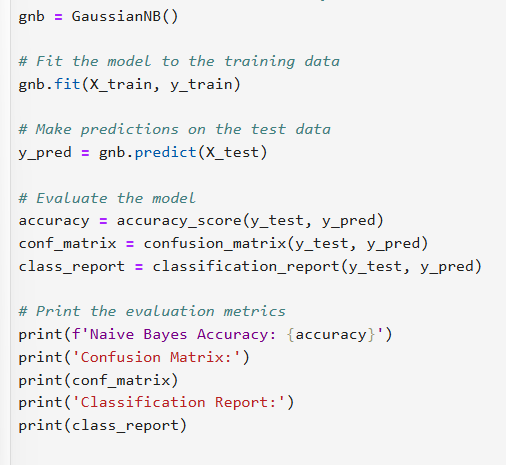 gnb = GaussianNB()
# Fit the model to the training data
gnb.fit(X_train, y_train)
# Make predictions on the test data
y_pred = gnb.predict(X_test)
# Evaluate the model
accuracy = accuracy_score(y_test, y_pred)
conf_matrix = confusion_matrix(y_test, y_pred)
class_report = classification_report(y_test, y_pred)
# Print the evaluation metrics
print(f'Naive Bayes Accuracy: {accuracy}')
print('Confusion Matrix:')
print(conf_matrix)
print('Classification Report:')
print(class_report)